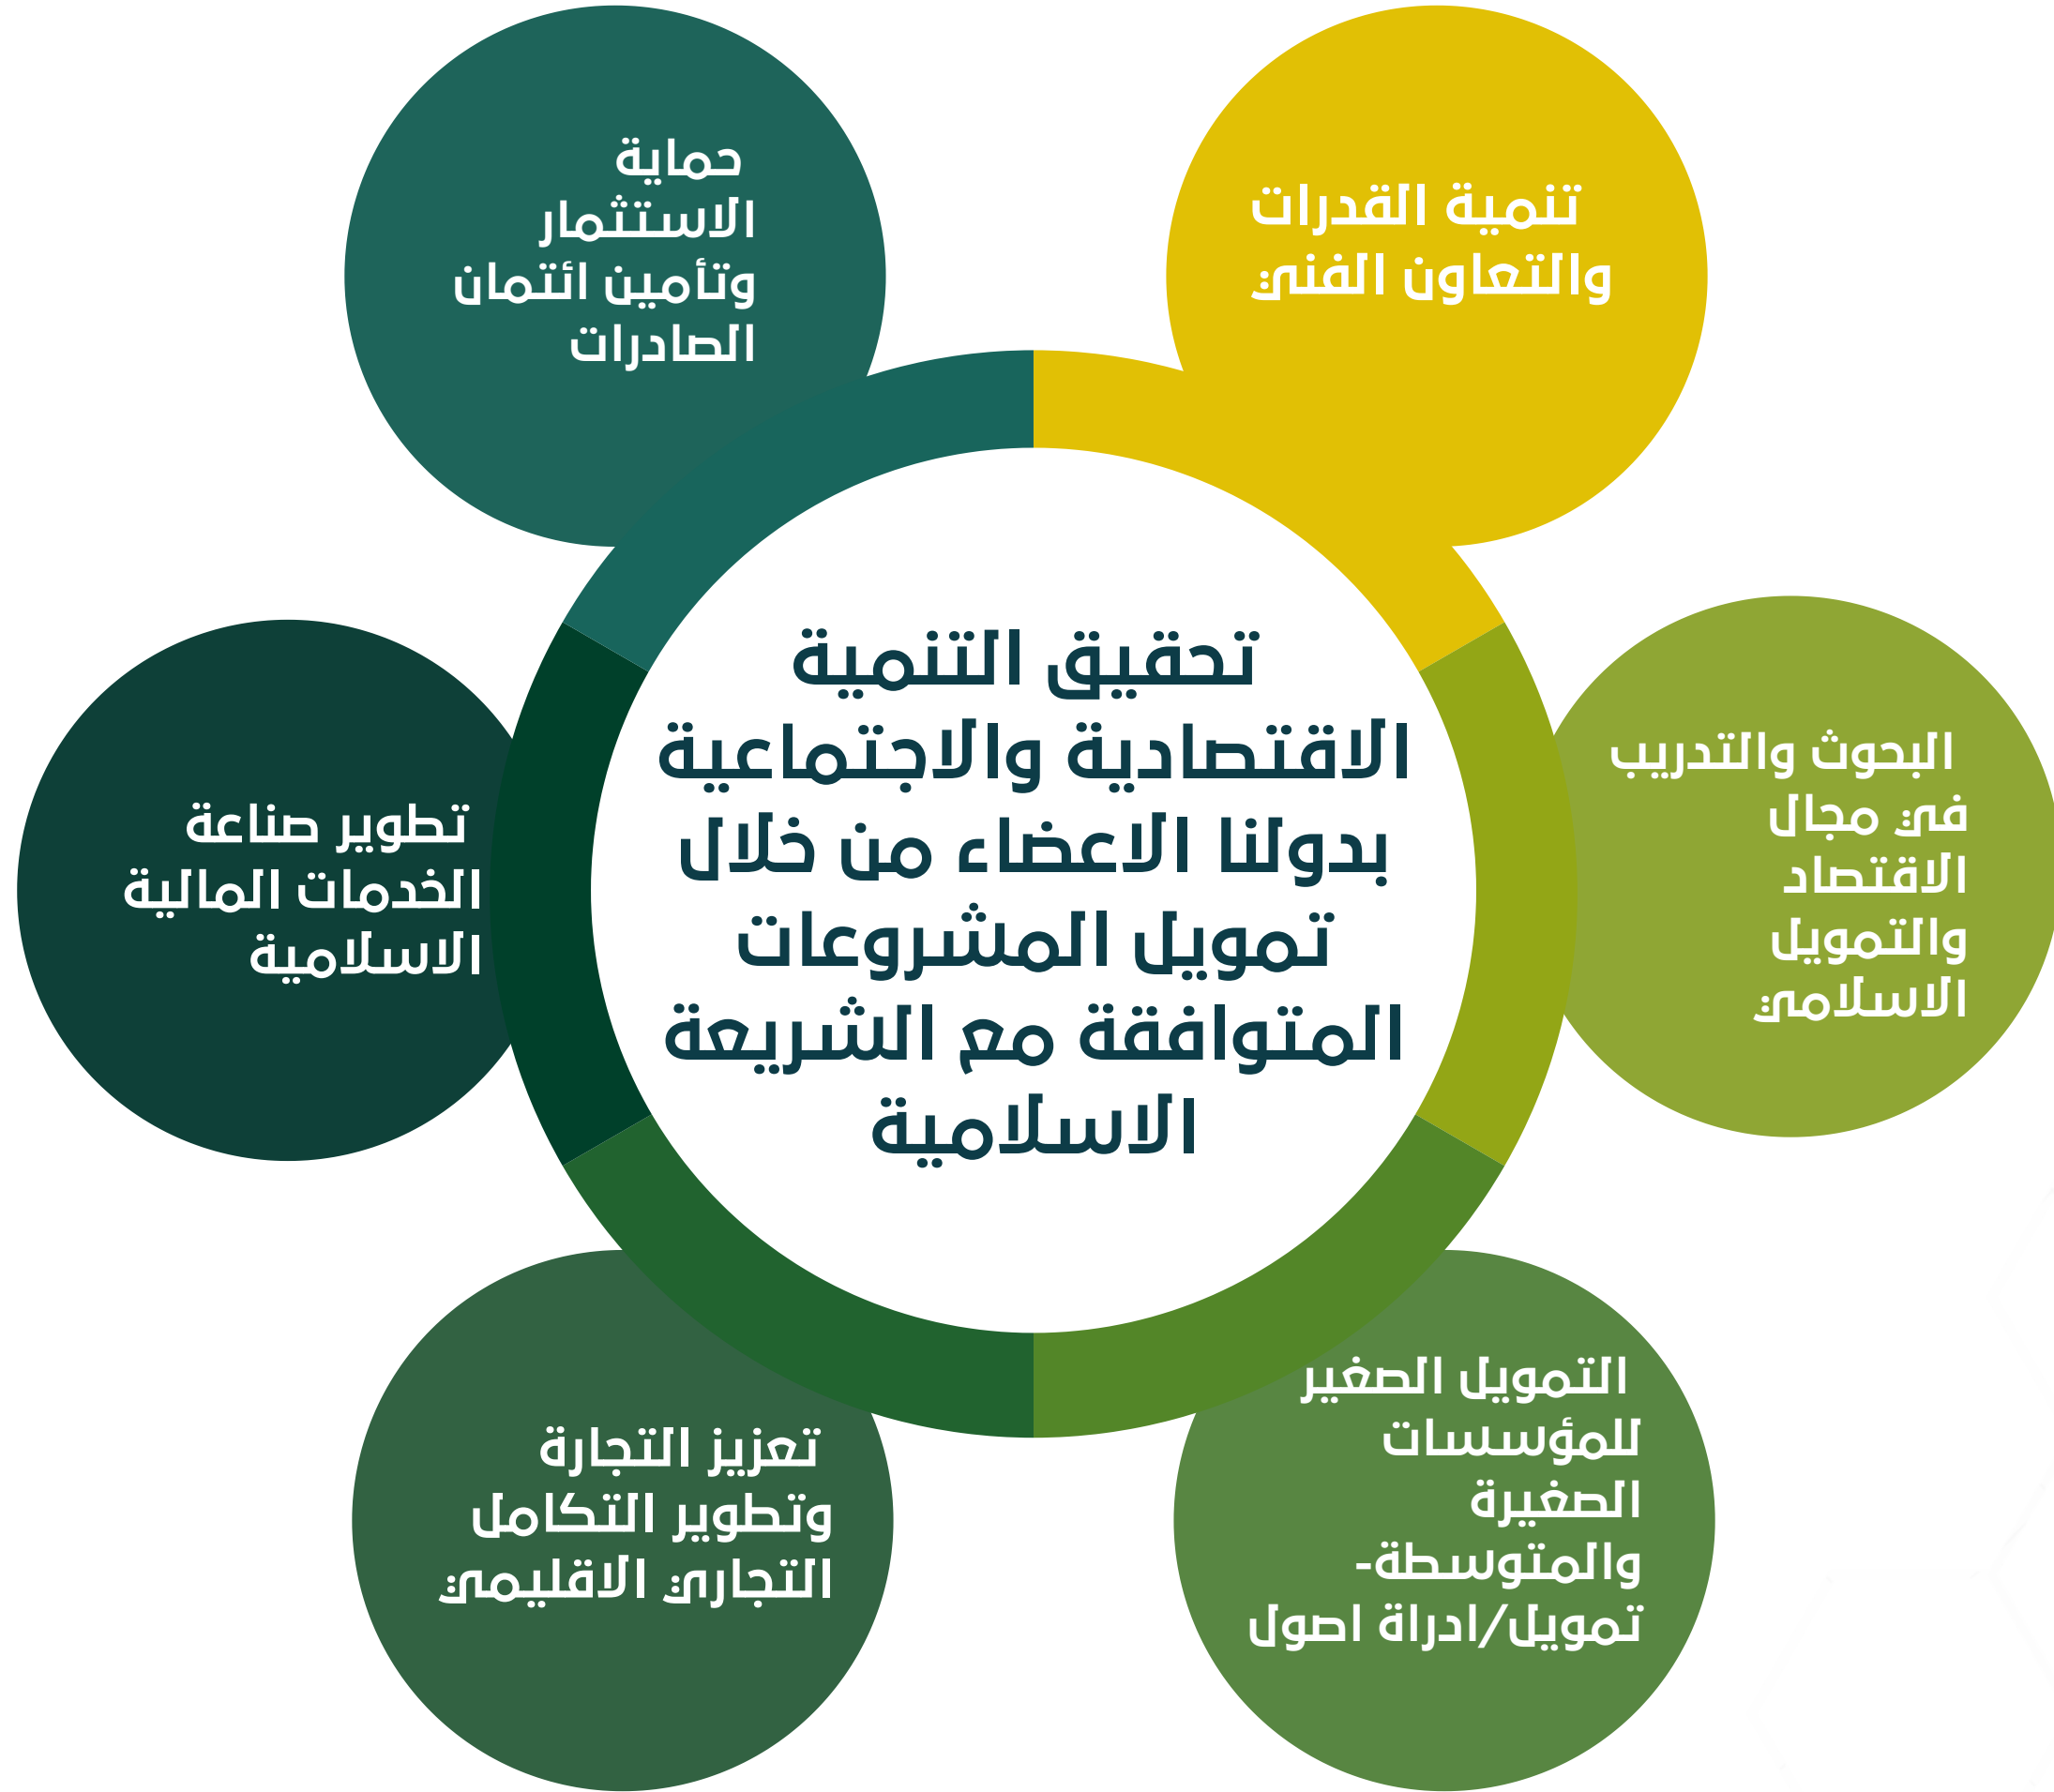 تنمية القدرات
والتعاون الفني
حماية
الاستثمار
وتأمين ائتمان
الصادرات
تحقيق التنمية
الاقتصادية والاجتماعية
بدولنا الاعضاء من خلال
تمويل المشروعات
المتوافقة مع الشريعة
الاسلامية
البحوث والتدريب
في مجال
الاقتصاد
والتمويل
الاسلامي
تطوير صناعة
الخدمات المالية
الاسلامية
التمويل الصغير
للمؤسسات
الصغيرة
والمتوسطة-
تمويل/ادراة اصول
تعزيز التجارة
وتطوير التكامل
التجاري الاقليمي